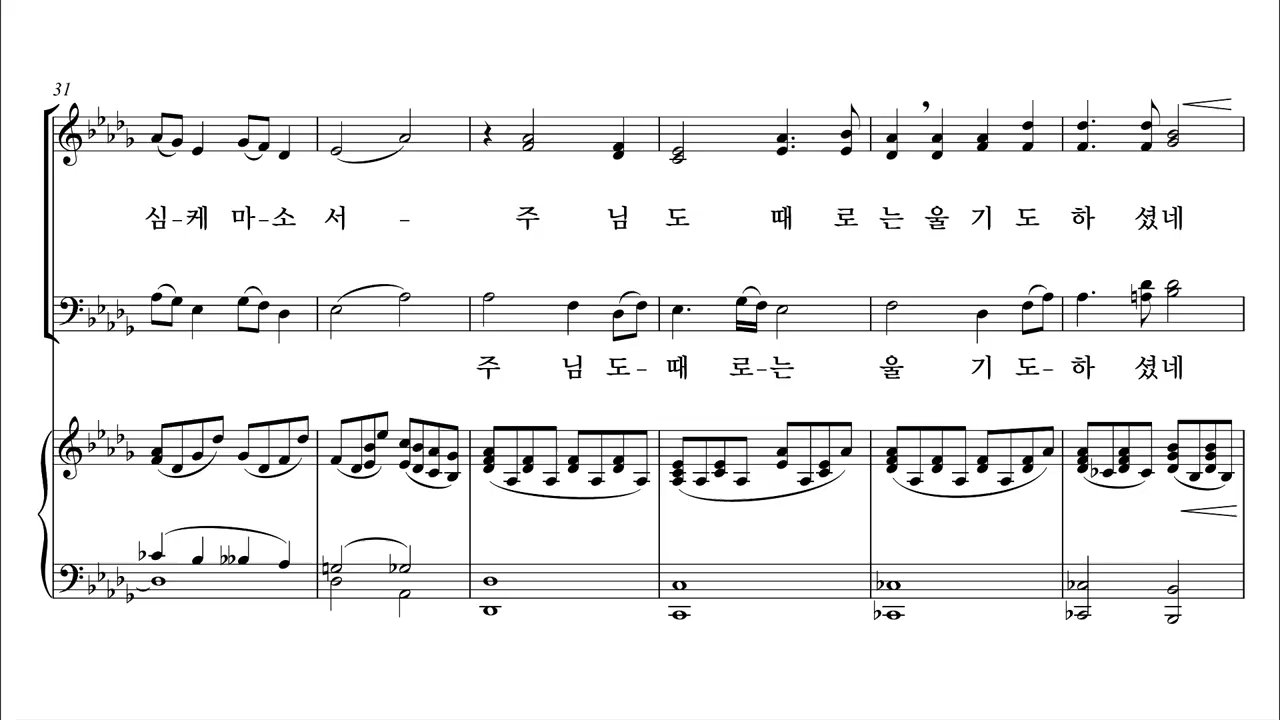 31
심-케 마-소 서 - 주 님 도 때 로 는 울 기 도 하 셨네
주 님 도- 때 로-는 울 기 도- 하 셨네